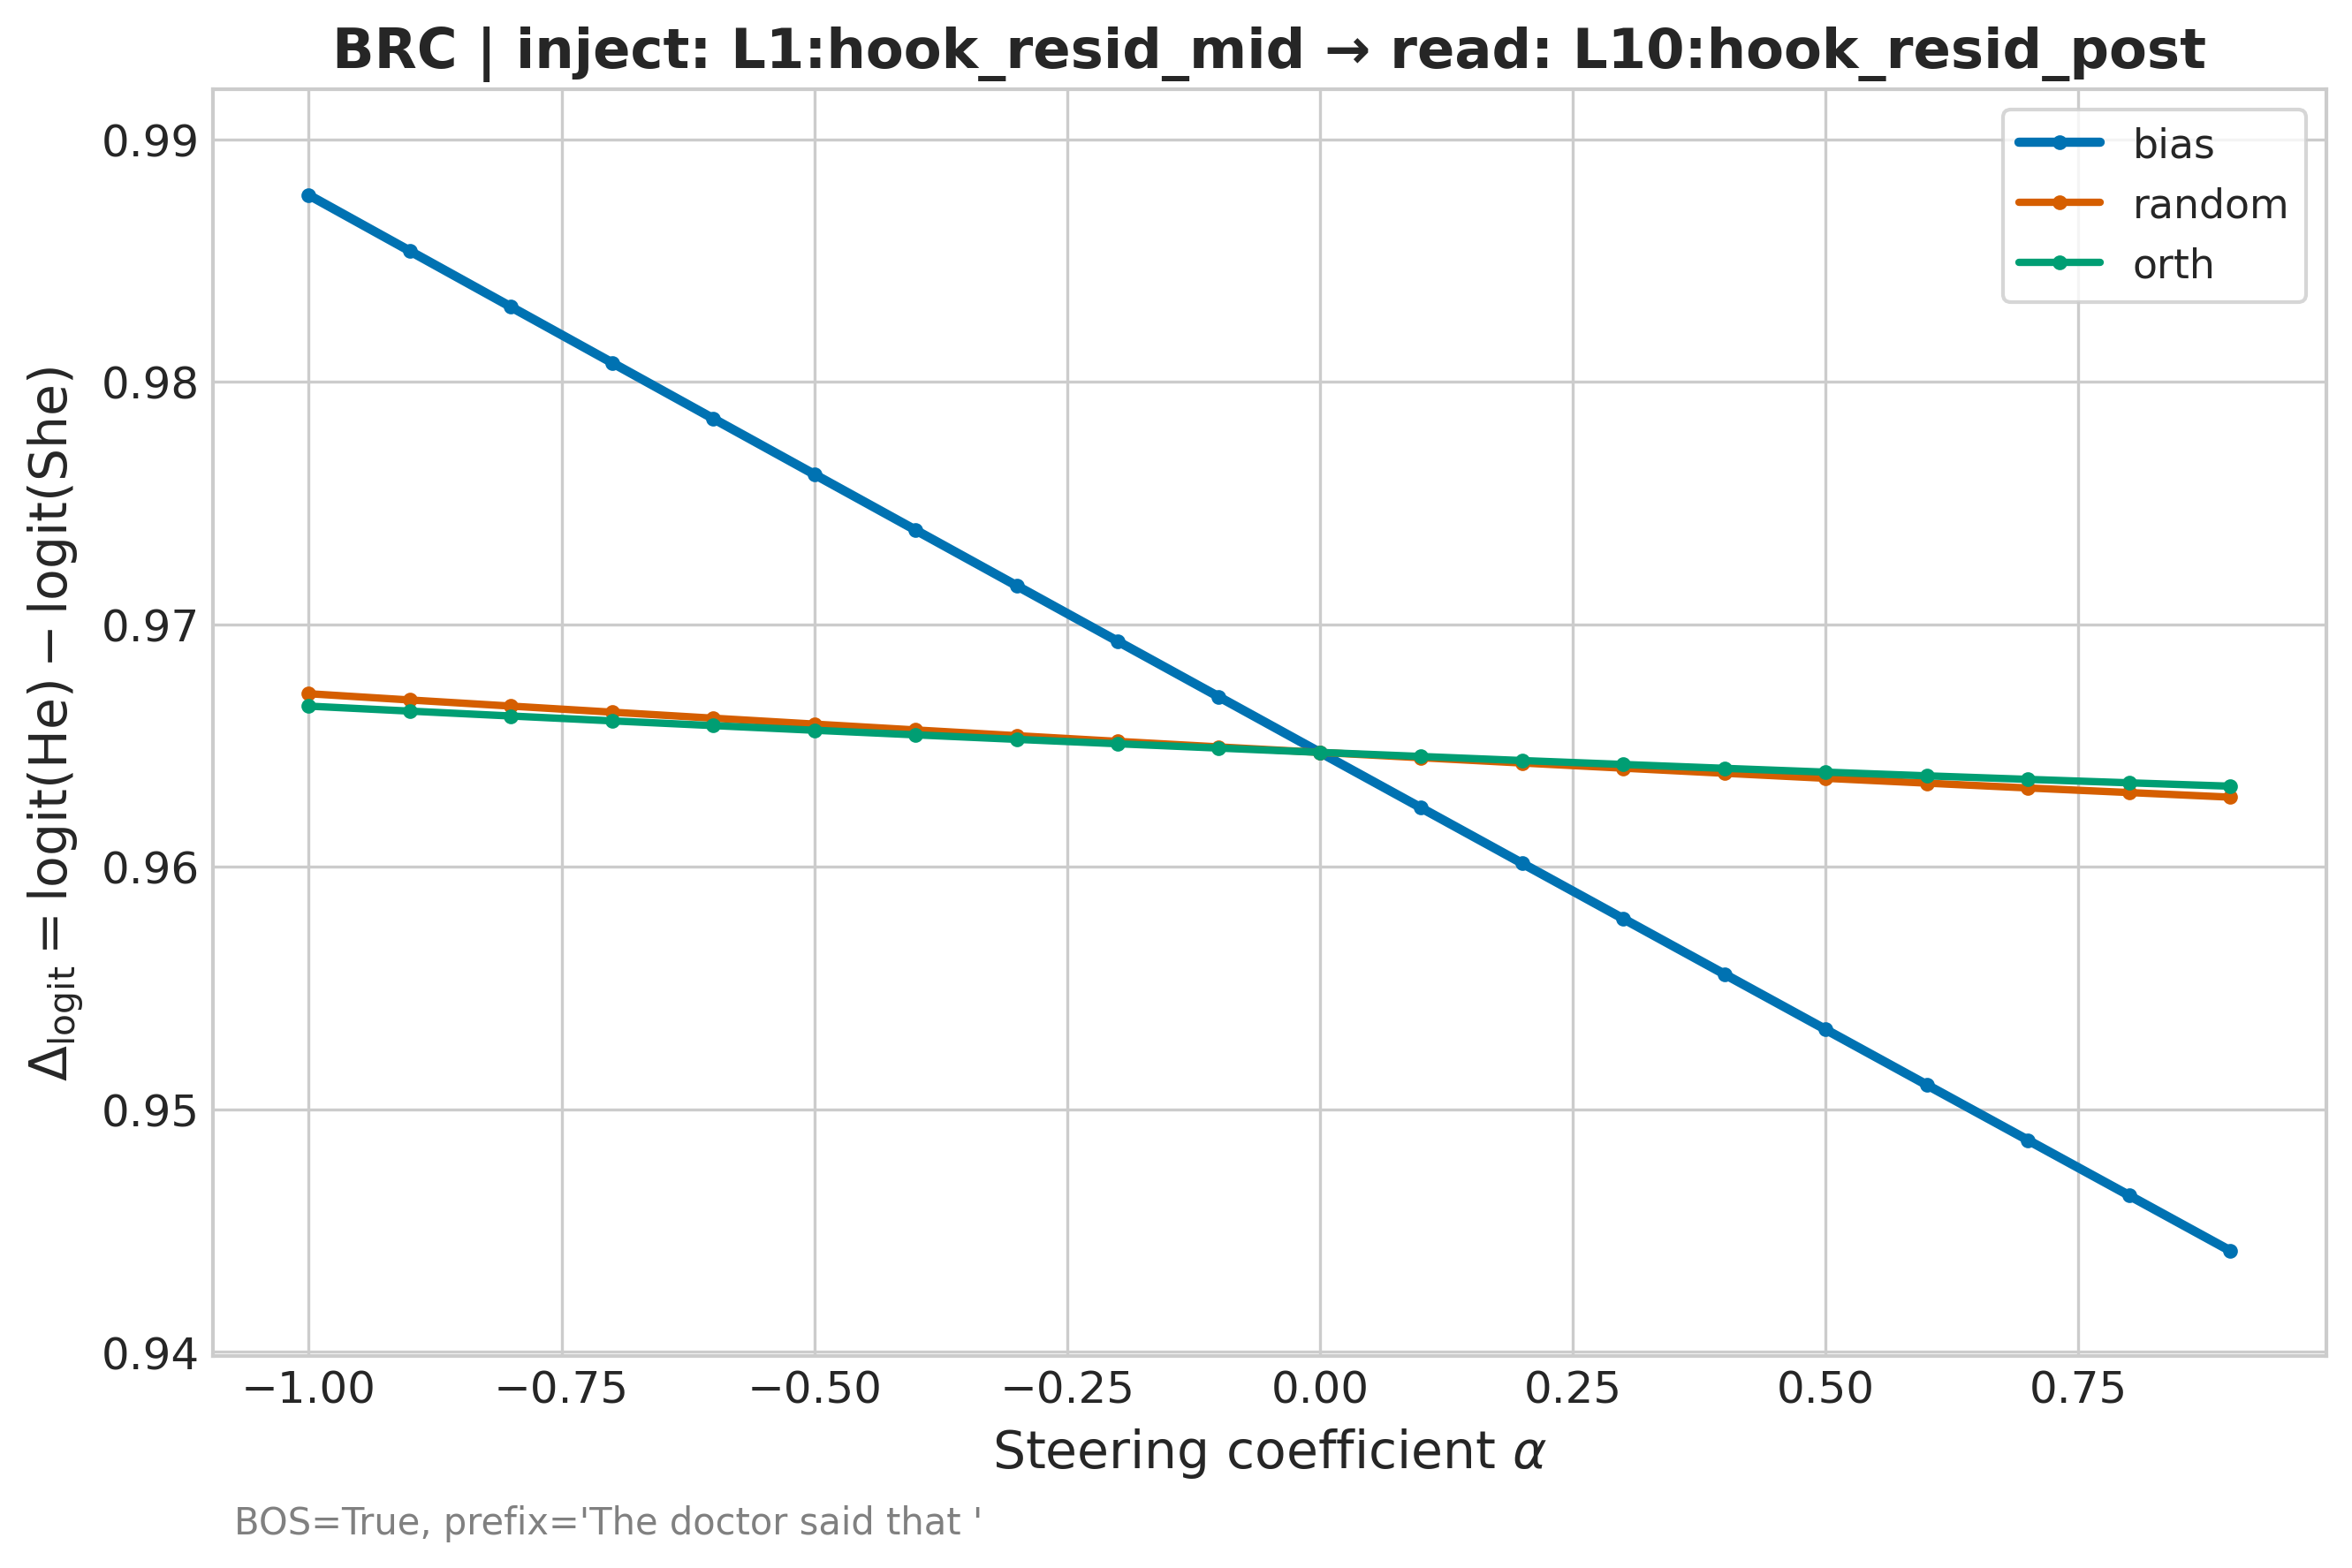 BRC | inject: L1:hook_resid_mid → read: L10:hook_resid_post
Δlogit = logit(He) − logit(She)
0.99
0.98
0.97
0.96
0.95
0.94
bias
random
orth
−1.00 −0.75 −0.50 −0.25 0.00 0.25 0.50 0.75
Steering coefficient α
BOS=True, prefix='The doctor said that '